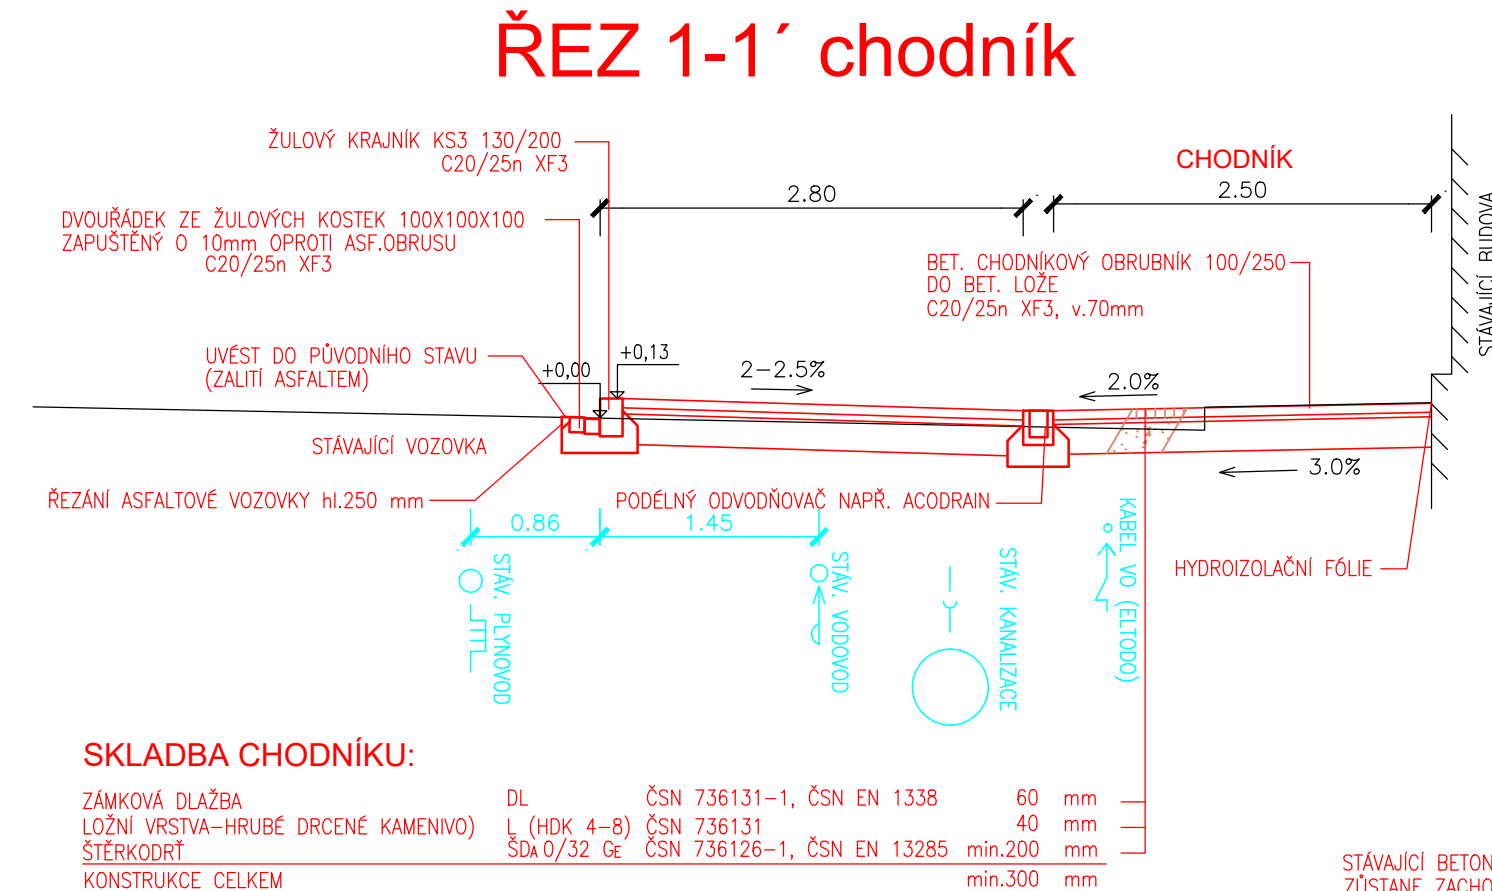 ŘEZ 1-1´ chodník
ŽULOVÝ KRAJNÍK KS3 130/200
C20/25n XF3
CHODNÍK
2.80
2.50
DVOUŘÁDEK ZE ŽULOVÝCH KOSTEK 100X100X100
ZAPUŠTĚNÝ O 10mm OPROTI ASF.OBRUSU
C20/25n XF3
BET. CHODNÍKOVÝ OBRUBNÍK 100/250
DO BET. LOŽE
C20/25n XF3, v.70mm
STÁVAJÍCÍ BUDOVA
UVÉST DO PŮVODNÍHO STAVU
(ZALITÍ ASFALTEM)
+0,00
+0,13
2-2.5%
2.0%
STÁVAJÍCÍ VOZOVKA
3.0%
ŘEZÁNÍ ASFALTOVÉ VOZOVKY hl.250 mm
PODÉLNÝ ODVODŇOVAČ NAPŘ. ACODRAIN
0.86
1.45
STÁV. PLYNOVOD
STÁV. VODOVOD
STÁV. KANALIZACE
KABEL VO (ELTODO)
HYDROIZOLAČNÍ FÓLIE
SKLADBA CHODNÍKU:
ZÁMKOVÁ DLAŽBA DL ČSN 736131-1, ČSN EN 1338 60 mm
LOŽNÍ VRSTVA-HRUBÉ DRCENÉ KAMENIVO) L (HDK 4-8) ČSN 736131 40 mm
ŠTĚRKODRŤ ŠDA 0/32 GE ČSN 736126-1, ČSN EN 13285 min.200 mm
KONSTRUKCE CELKEM min.300 mm
STÁVAJÍCÍ BETON
ZŮSTANE ZACHO